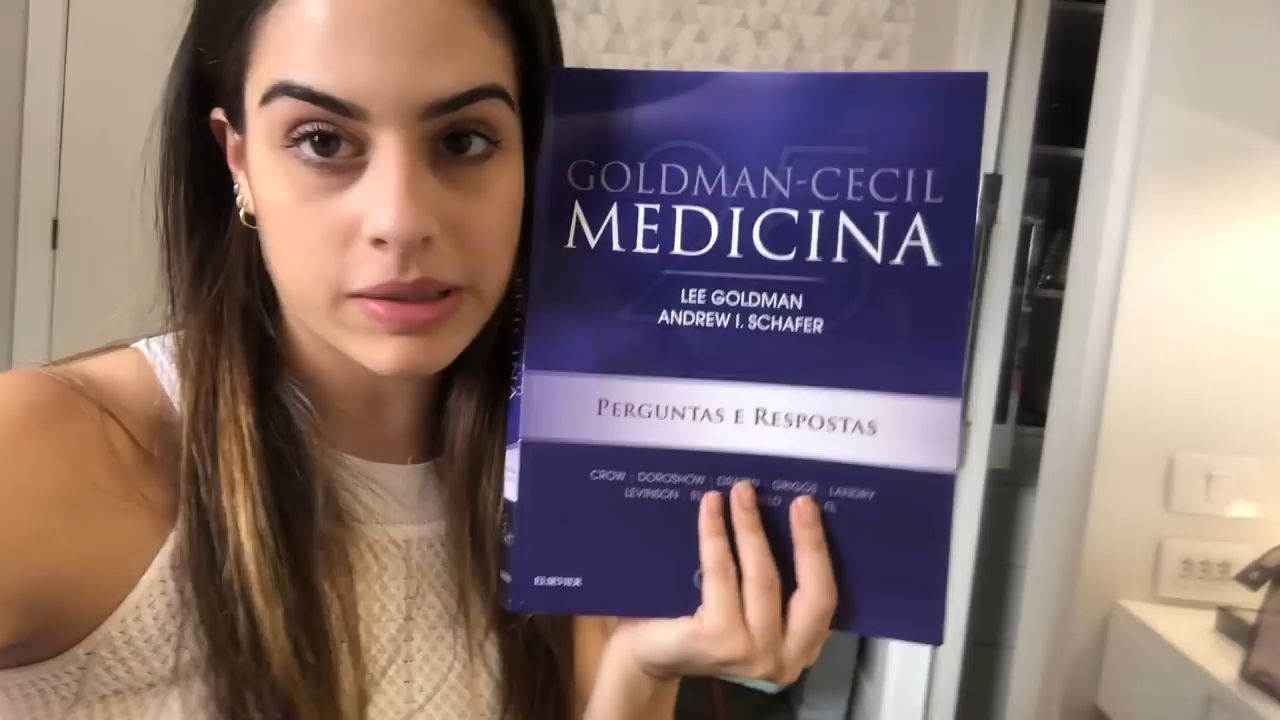 GOLDMAN-CECIL
MEDICINA
LEE GOLDMAN
ANDREW I. SCHAFER
PERGUNTAS E RESPOSTAS
CROW DOROSHOW GRIGGS LANDRY
LEVINSON
ELSEVIER